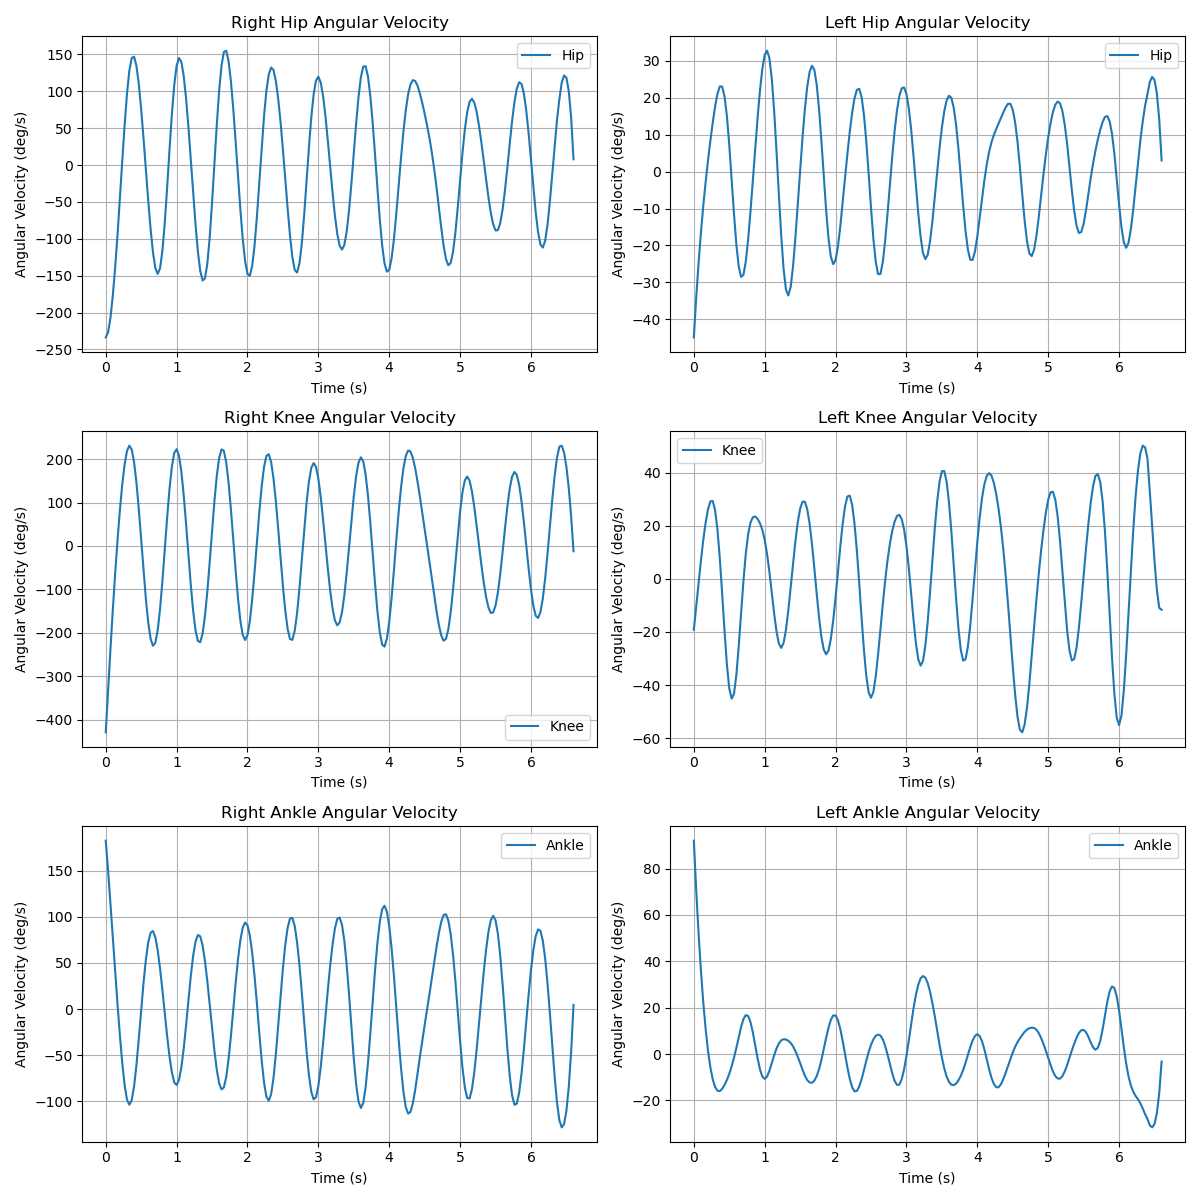 Right Hip Angular Velocity
Angular Velocity (deg/s)
150
100
50
0
−50
−100
−150
−200
−250
Hip
0 1 2 3 4 5 6
Time (s)
Left Hip Angular Velocity
Angular Velocity (deg/s)
30
20
10
0
−10
−20
−30
−40
Hip
0 1 2 3 4 5 6
Time (s)
Right Knee Angular Velocity
Angular Velocity (deg/s)
200
100
0
−100
−200
−300
−400
Knee
0 1 2 3 4 5 6
Time (s)
Left Knee Angular Velocity
Angular Velocity (deg/s)
Knee
40
20
0
−20
−40
−60
0 1 2 3 4 5 6
Time (s)
Right Ankle Angular Velocity
Angular Velocity (deg/s)
Ankle
150
100
50
0
−50
−100
0 1 2 3 4 5 6
Time (s)
Left Ankle Angular Velocity
Angular Velocity (deg/s)
Ankle
80
60
40
20
0
−20
0 1 2 3 4 5 6
Time (s)